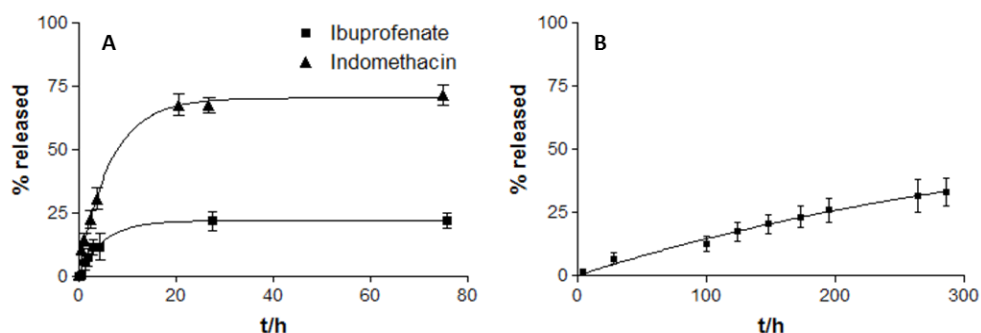 A
Ibuprofenate
Indomethacin
% released
100
75
50
25
0
0 20 40 60 80
t/h
B
% released
100
75
50
25
0
0 100 200 300
t/h